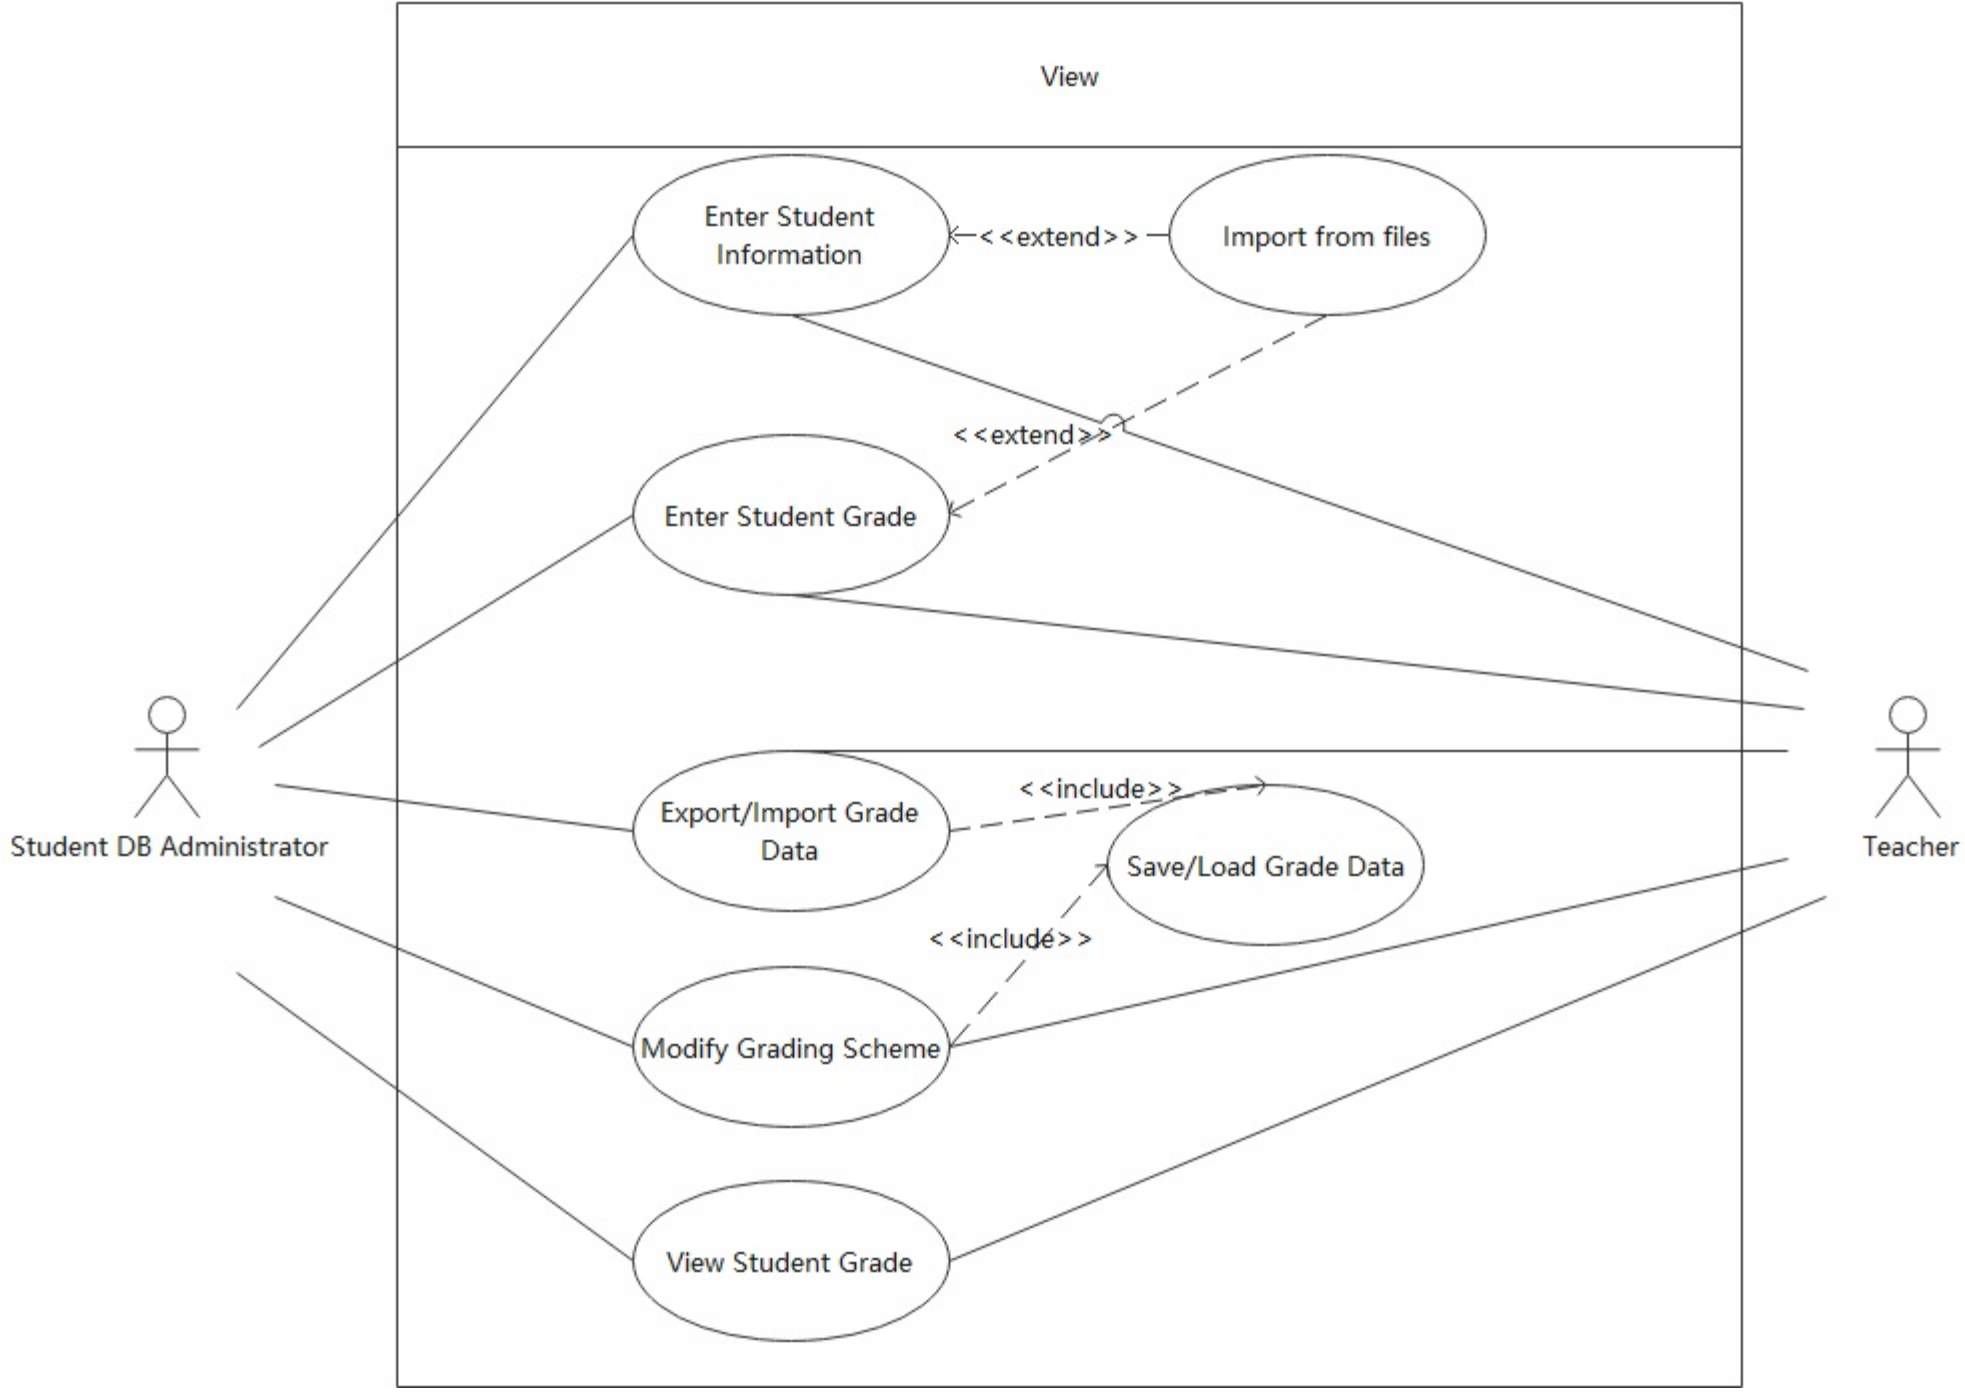 View
Enter Student
Information
<<extend>>
Import from files
<<extend>>
Enter Student Grade
Student DB Administrator
Teacher
<<include>>
Export/Import Grade
Data
Save/Load Grade Data
<<include>>
Modify Grading Scheme
View Student Grade